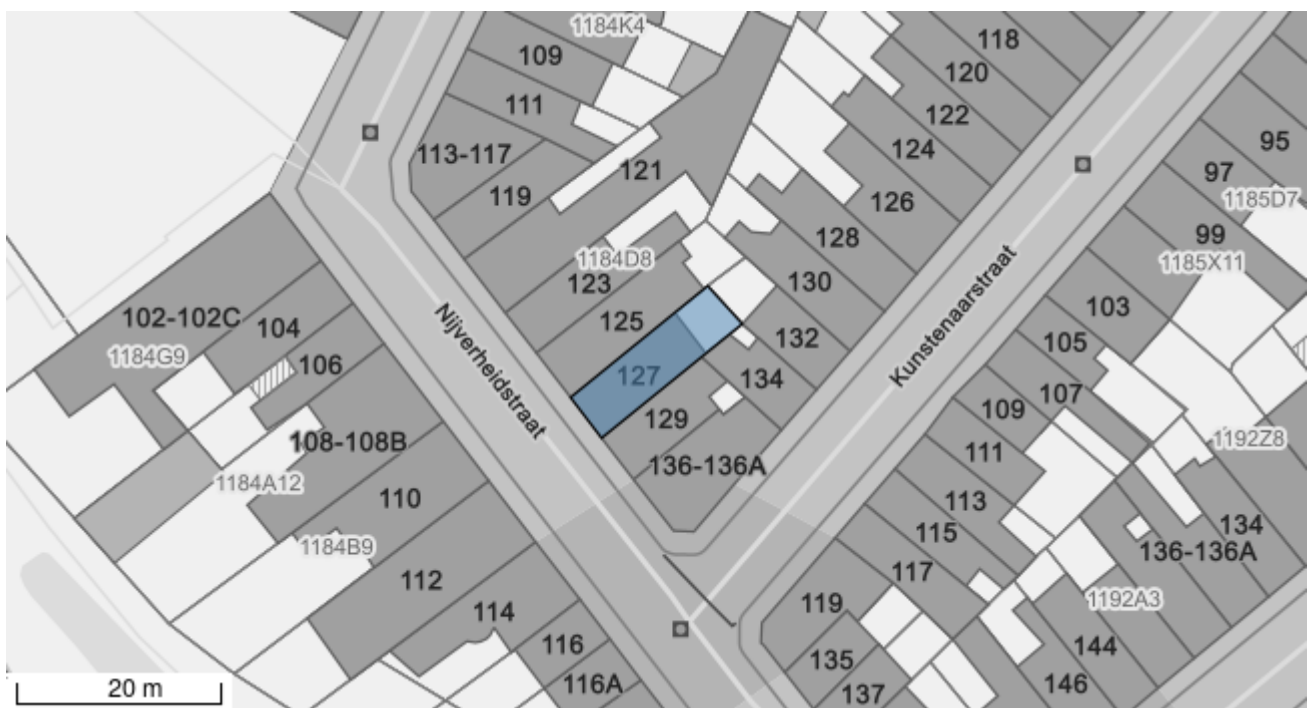 1184K4
109
118
120
111
122
95
113-117
124
97
121
119
126
1185D7
99
128
1184D8
1185X11
123
130
102-102C
104
103
125
Nijverheidstraat
Kunstenaarstraat
132
105
1184G9
106
127
134
107
109
129
108-108B
1192Z8
111
136-136A
1184A12
110
113
134
115
1184B9
136-136A
117
112
1192A3
119
114
116
135
144
116A
137
146
20 m